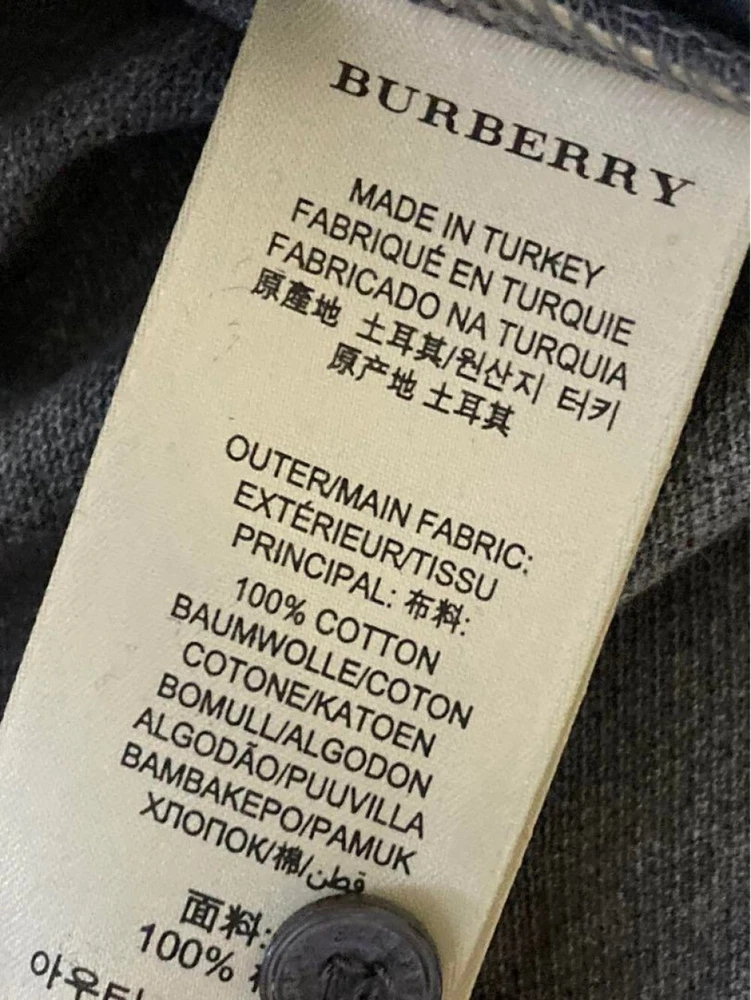 BURBERRY
MADE IN TURKEY
FABRIQUÉ EN TURQUIE
FABRICADO NA TURQUIA
原產地 土耳其/원산지 터키
原产地 土耳其
OUTER/MAIN FABRIC:
EXTÉRIEUR/TISSU
PRINCIPAL: 布料:
100% COTTON
BAUMWOLLE/COTON
COTONE/KATOEN
BOMULL/ALGODON
ALGODÃO/PUUVILLA
BAMBAKEPO/PAMUK
ХЛОПОК/棉/قطن
面料:
100%